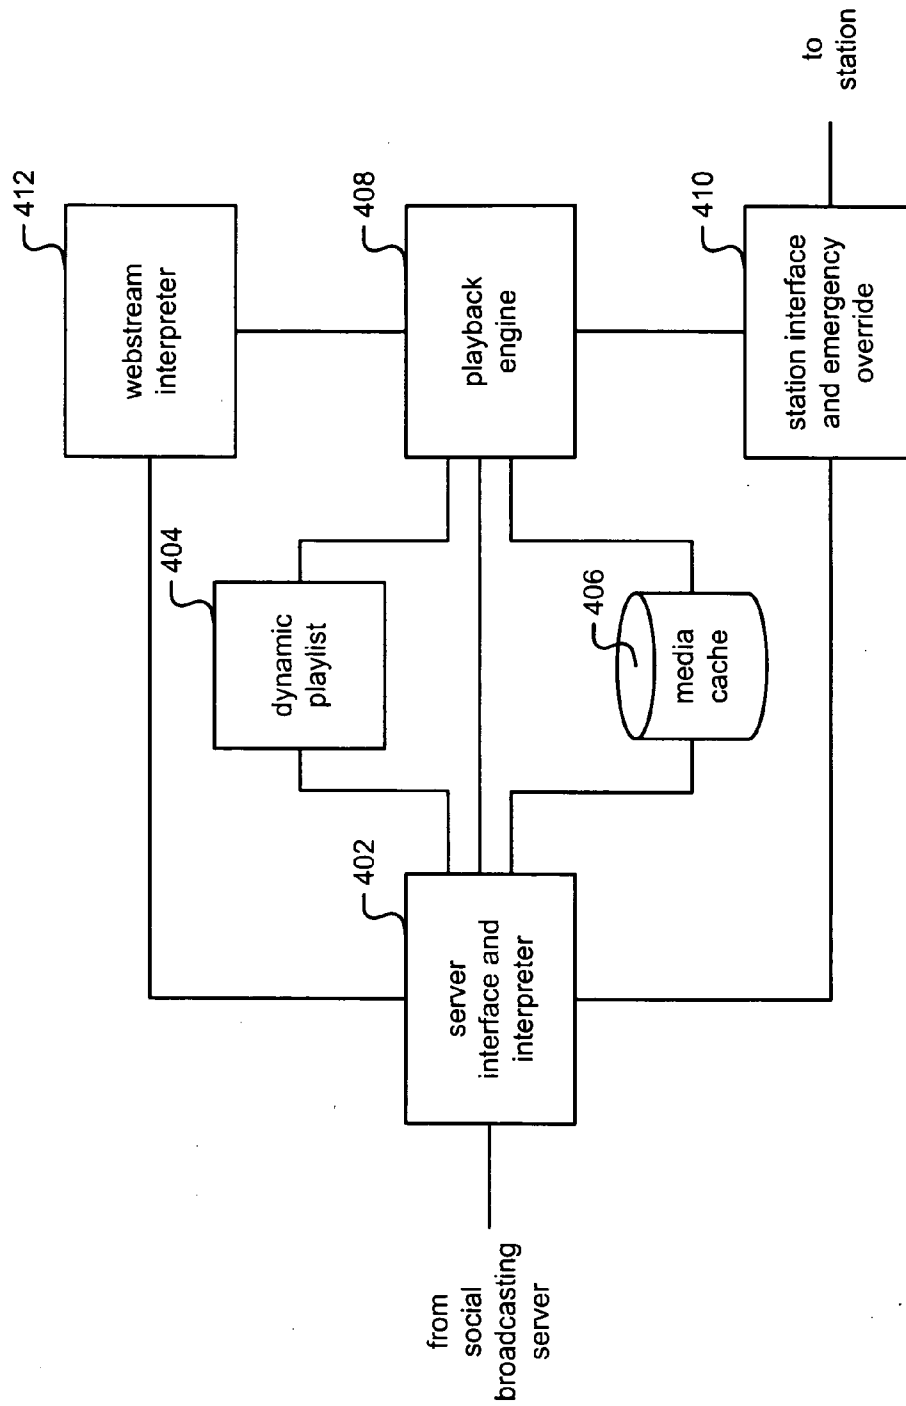 from
social
broadcasting
server
402
server
interface and
interpreter
404
dynamic
playlist
406
media
cache
412
webstream
interpreter
408
playback
engine
410
station interface
and emergency
override
to
station